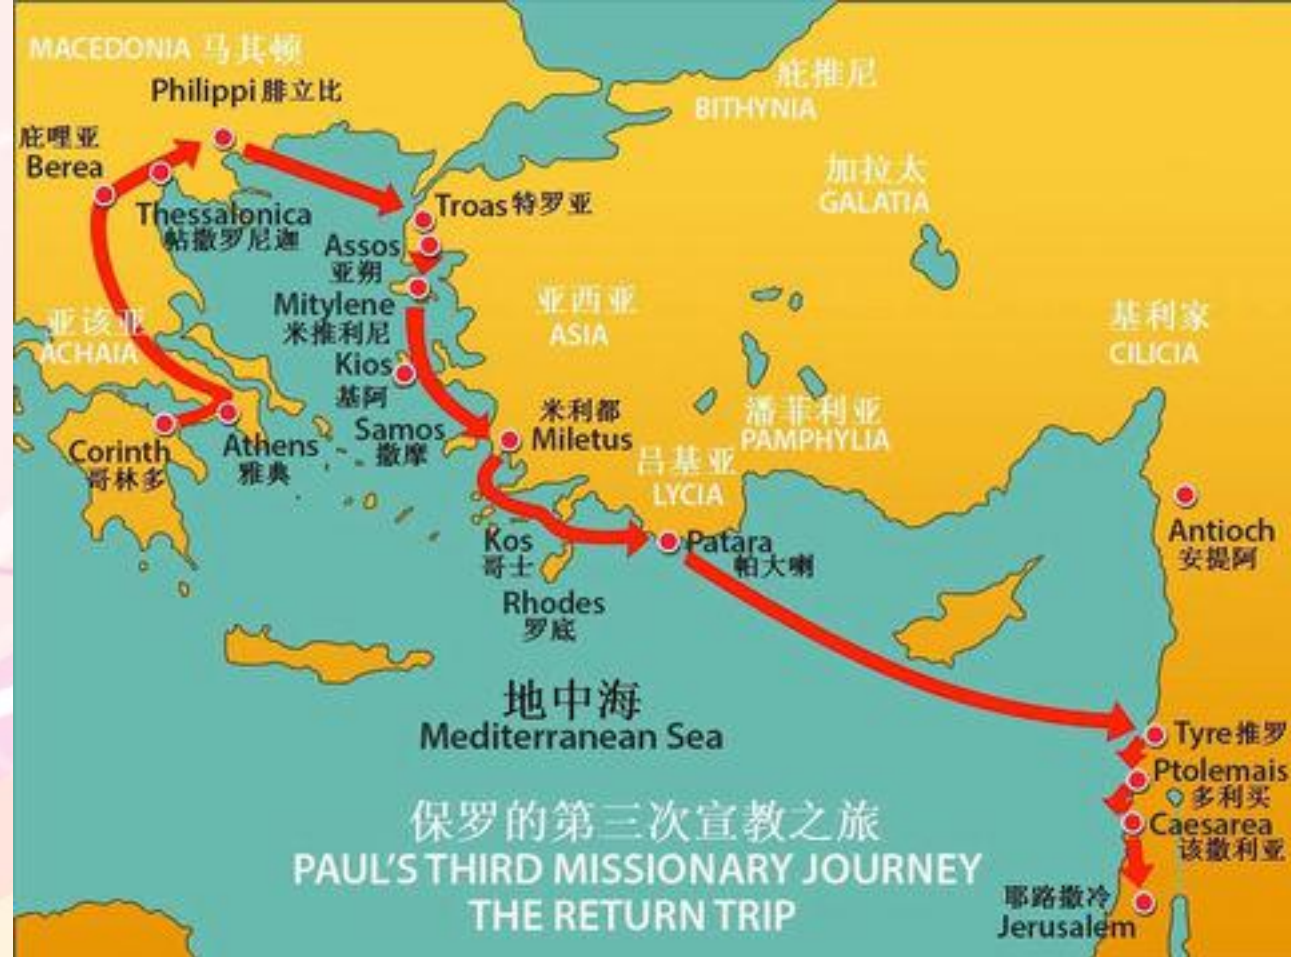 MACEDONIA 马其顿
Philippi 腓立比
庇推尼
BITHYNIA
庇哩亚
Berea
加拉太
GALATIA
Thessalonica
帖撒罗尼迦
Troas 特罗亚
Assos
亚朔
Mitylene
米推利尼
亚西亚
ASIA
亚该亚
ACHAIA
基利家
CILICIA
Kios
基阿
米利都
Miletus
Samos
撒摩
潘菲利亚
PAMPHYLIA
Corinth
哥林多
Athens
雅典
吕基亚
LYCIA
Antioch
安提阿
Kos
哥士
Patara
帕大喇
Rhodes
罗底
地中海
Mediterranean Sea
Tyre 推罗
Ptolemais
多利买
Caesarea
该撒利亚
保罗的第三次宣教之旅
PAUL'S THIRD MISSIONARY JOURNEY
THE RETURN TRIP
耶路撒冷
Jerusalem